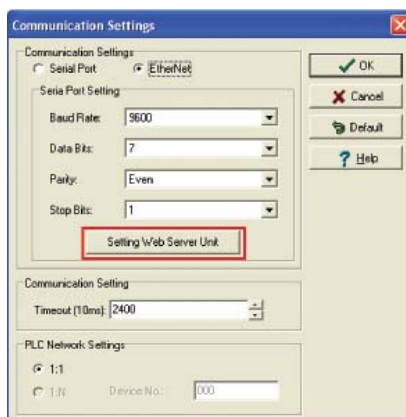 Communication Settings
Communication Settings
Serial Port
EtherNet
Seria Port Setting
Baud Rate: 9600
Data Bits: 7
Parity: Even
Stop Bits: 1
Setting Web Server Unit
Communication Setting
Timeout (10ms): 2400
PLC Network Settings
1:1
1:N Device No.: 000
OK
Cancel
Default
? Help